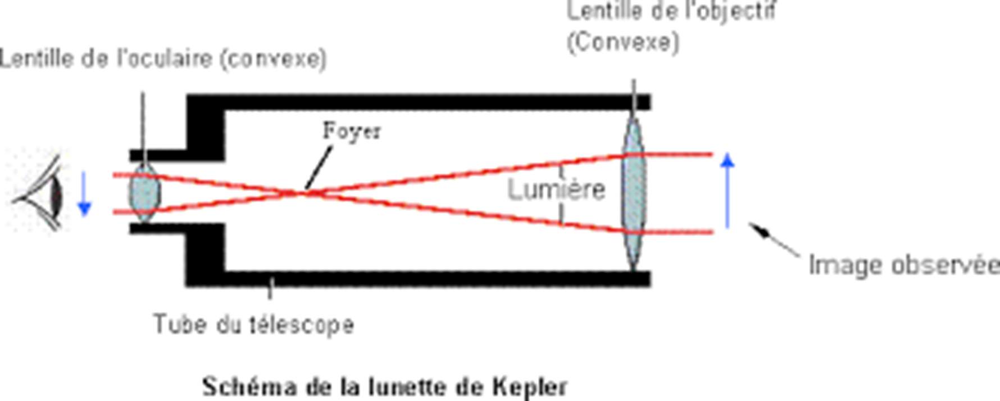 Lentille de l'objectif
(Convexe)
Lentille de l'oculaire (convexe)
Foyer
Lumière
Image observée
Tube du télescope
Schéma de la lunette de Kepler